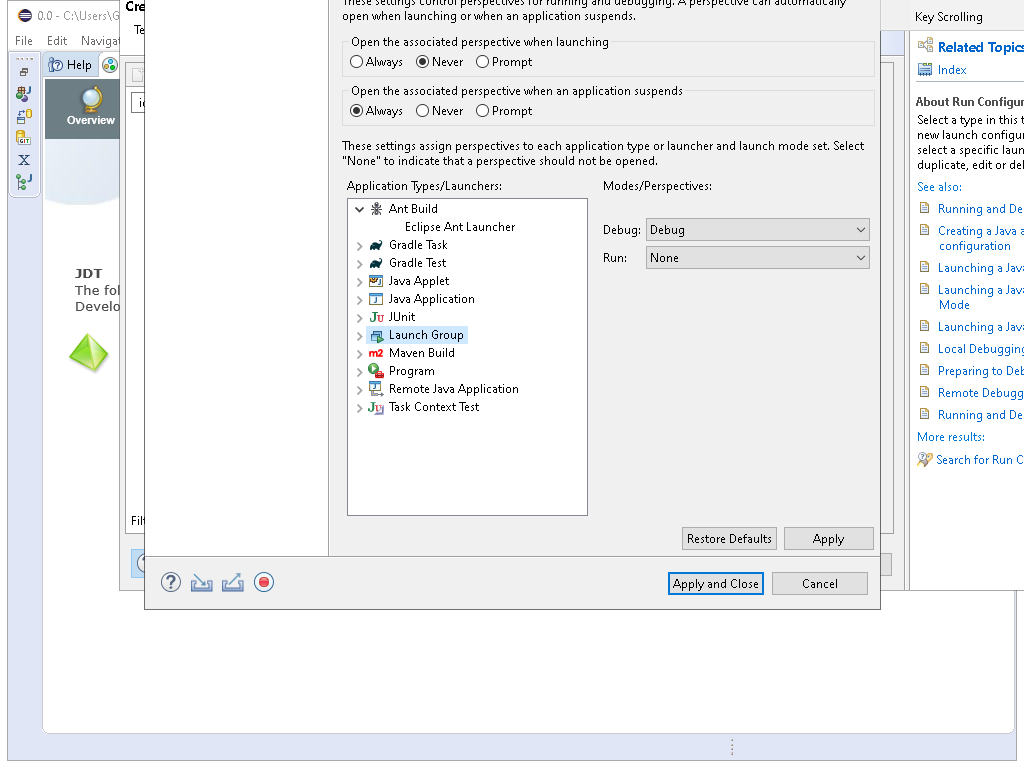 0.0 - C:\Users\G
File Edit Navigat
Help
Overview
JDT
The fol
Develo
Cre
Te
Filt
These settings control perspectives for running and debugging. A perspective can automatically
open when launching or when an application suspends.
Open the associated perspective when launching
Always Never Prompt
Open the associated perspective when an application suspends
Always Never Prompt
These settings assign perspectives to each application type or launcher and launch mode set. Select
"None" to indicate that a perspective should not be opened.
Application Types/Launchers:
Ant Build
Eclipse Ant Launcher
Gradle Task
Gradle Test
Java Applet
Java Application
JUnit
Launch Group
Maven Build
Program
Remote Java Application
Task Context Test
Modes/Perspectives:
Debug: Debug
Run: None
Restore Defaults Apply
Apply and Close Cancel
Key Scrolling
Related Topics
Index
About Run Configur
Select a type in this t
new launch configur
select a specific laun
duplicate, edit or del
See also:
Running and De
Creating a Java a
configuration
Launching a Java
Launching a Java
Mode
Launching a Java
Local Debugging
Preparing to Deb
Remote Debugg
Running and De
More results:
Search for Run C